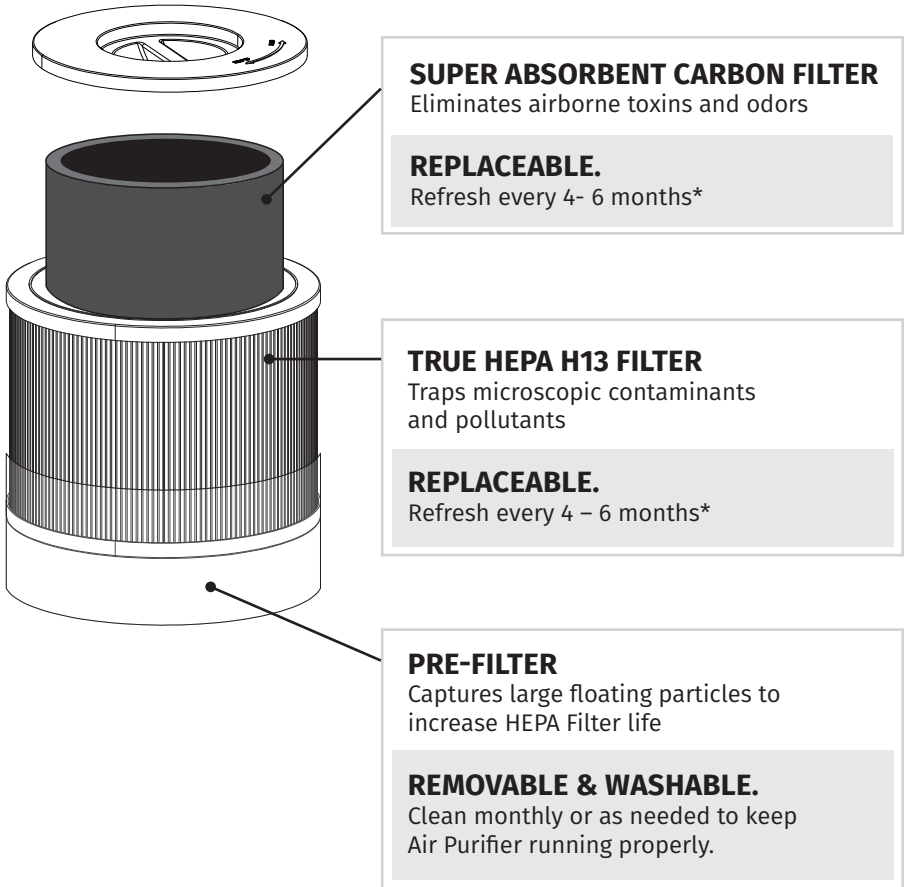 SUPER ABSORBENT CARBON FILTER
Eliminates airborne toxins and odors
REPLACEABLE.
Refresh every 4- 6 months*
TRUE HEPA H13 FILTER
Traps microscopic contaminants
and pollutants
REPLACEABLE.
Refresh every 4 – 6 months*
PRE-FILTER
Captures large floating particles to
increase HEPA Filter life
REMOVABLE & WASHABLE.
Clean monthly or as needed to keep
Air Purifier running properly.